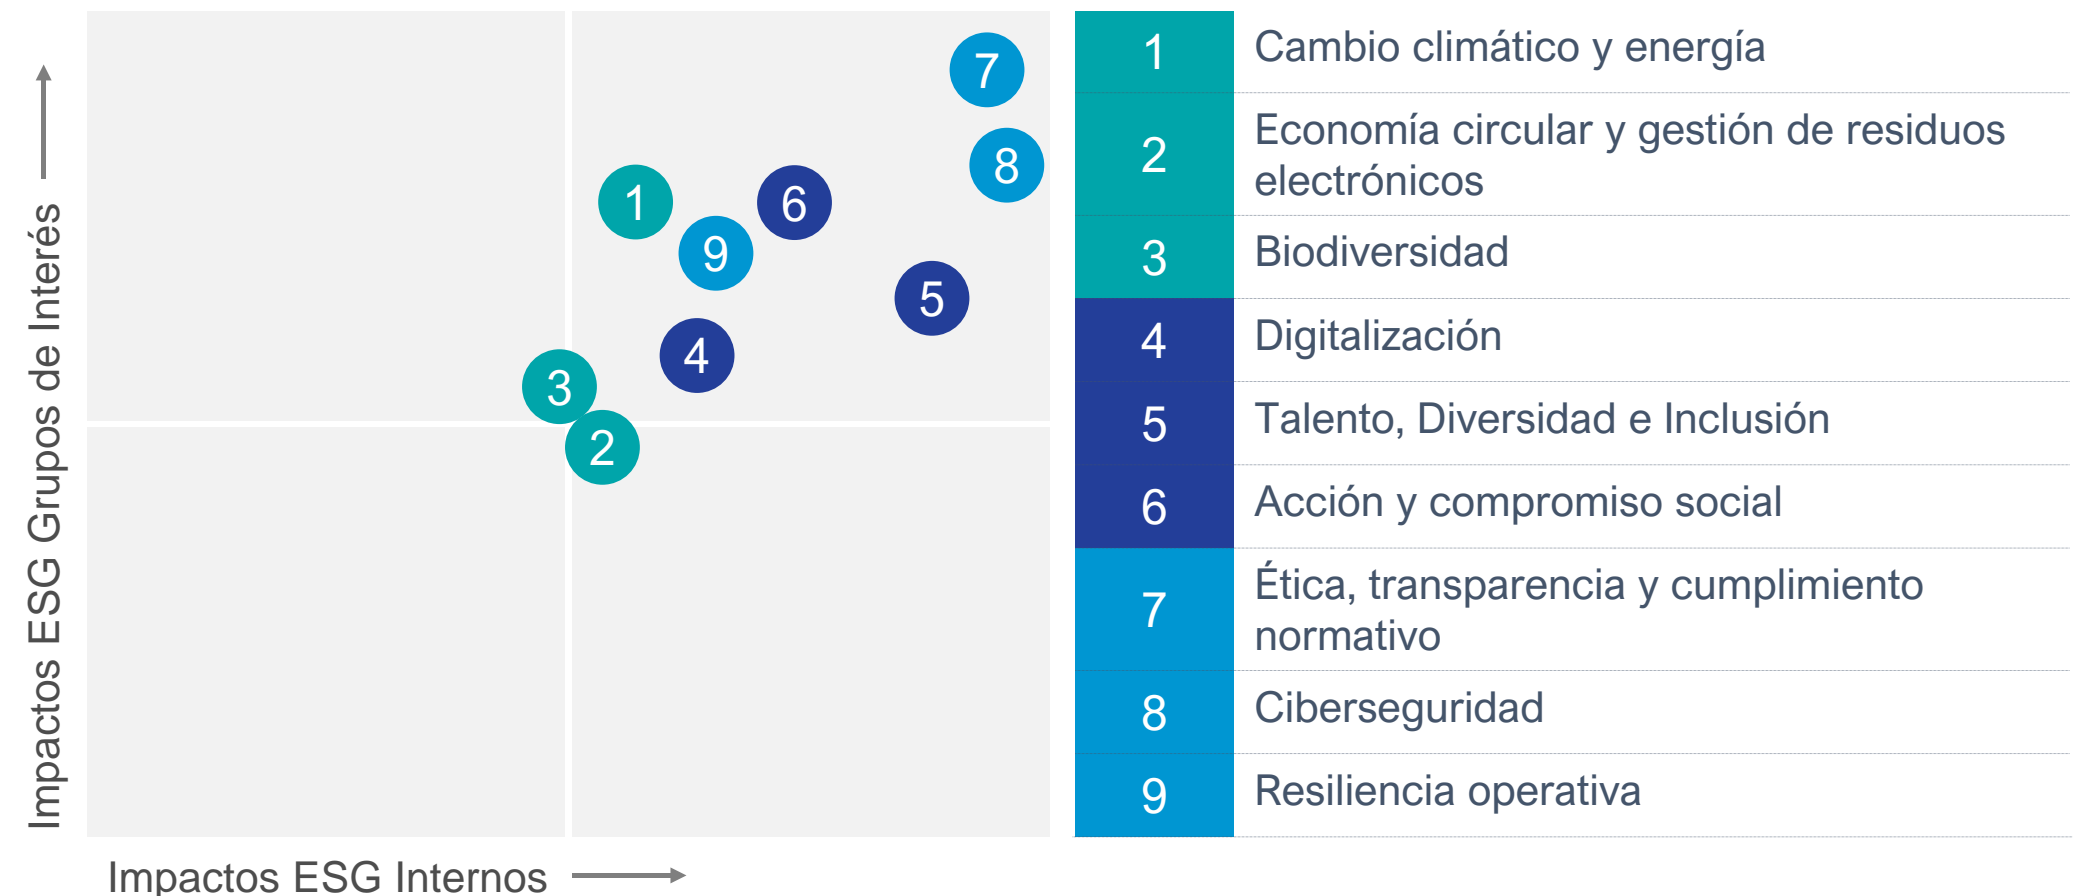 Impactos ESG Grupos de Interés
7
8
1
6
9
5
4
3
2
Impactos ESG Internos
1
Cambio climático y energía
2
Economía circular y gestión de residuos
electrónicos
3
Biodiversidad
4
Digitalización
5
Talento, Diversidad e Inclusión
6
Acción y compromiso social
7
Ética, transparencia y cumplimiento
normativo
8
Ciberseguridad
9
Resiliencia operativa